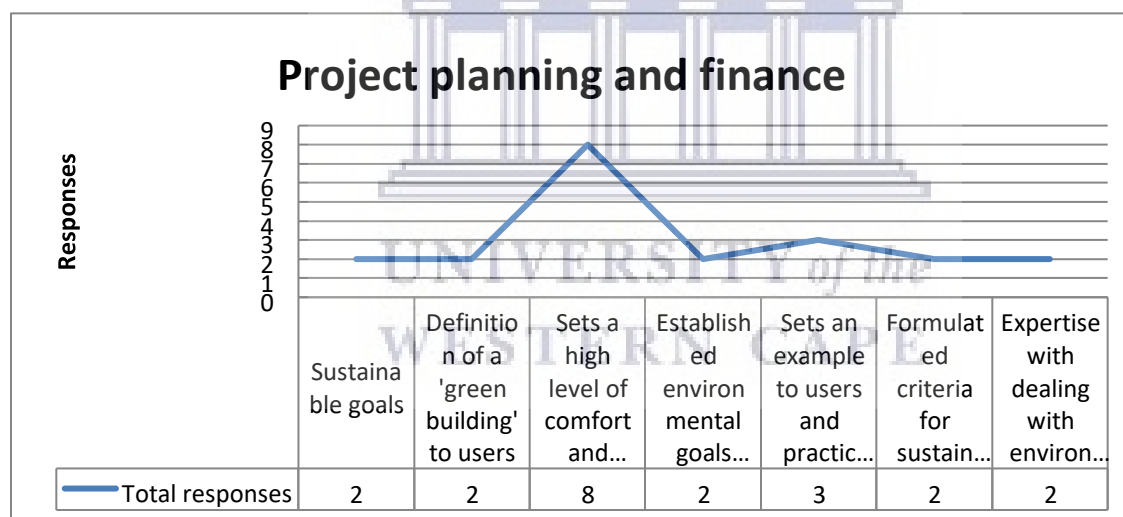 Project planning and finance
Responses
9
8
7
6
5
4
3
2
1
0
UNIVERSITY of the
WESTERN CAPE
Sustaina
ble goals
Definitio
n of a
'green
building'
to users
Sets a
high
level of
comfort
and...
Establish
ed
environ
mental
goals...
Sets an
example
to users
and
practic...
Formulat
ed
criteria
for
sustain...
Expertise
with
dealing
with
environ...
Total responses 2 2 8 2 3 2 2